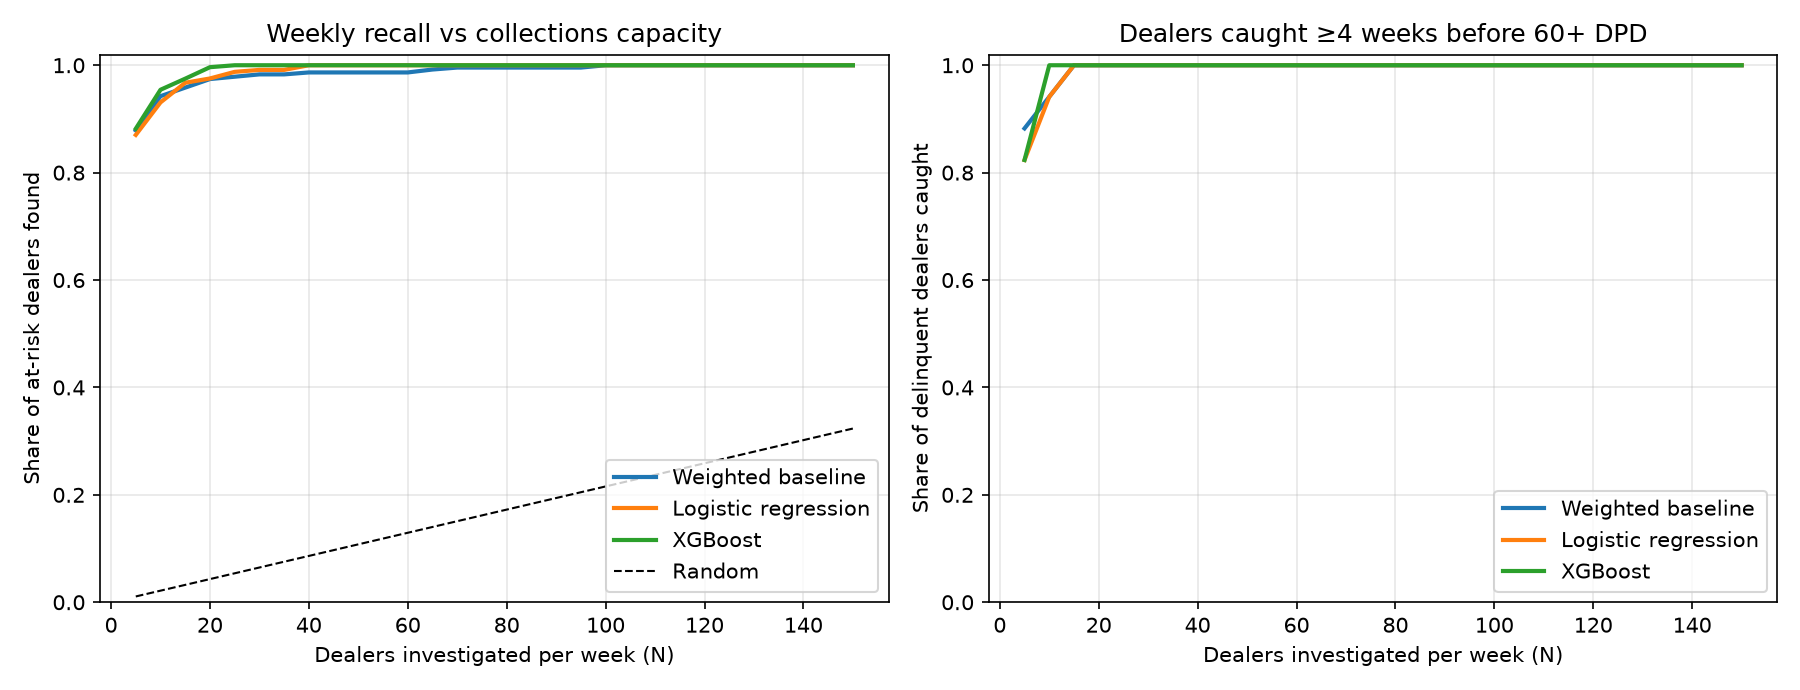 Weekly recall vs collections capacity
Share of at-risk dealers found
1.0
0.8
0.6
0.4
0.2
0.0
0 20 40 60 80 100 120 140
Dealers investigated per week (N)
Weighted baseline
Logistic regression
XGBoost
Random
Dealers caught ≥4 weeks before 60+ DPD
Share of delinquent dealers caught
1.0
0.8
0.6
0.4
0.2
0.0
0 20 40 60 80 100 120 140
Dealers investigated per week (N)
Weighted baseline
Logistic regression
XGBoost